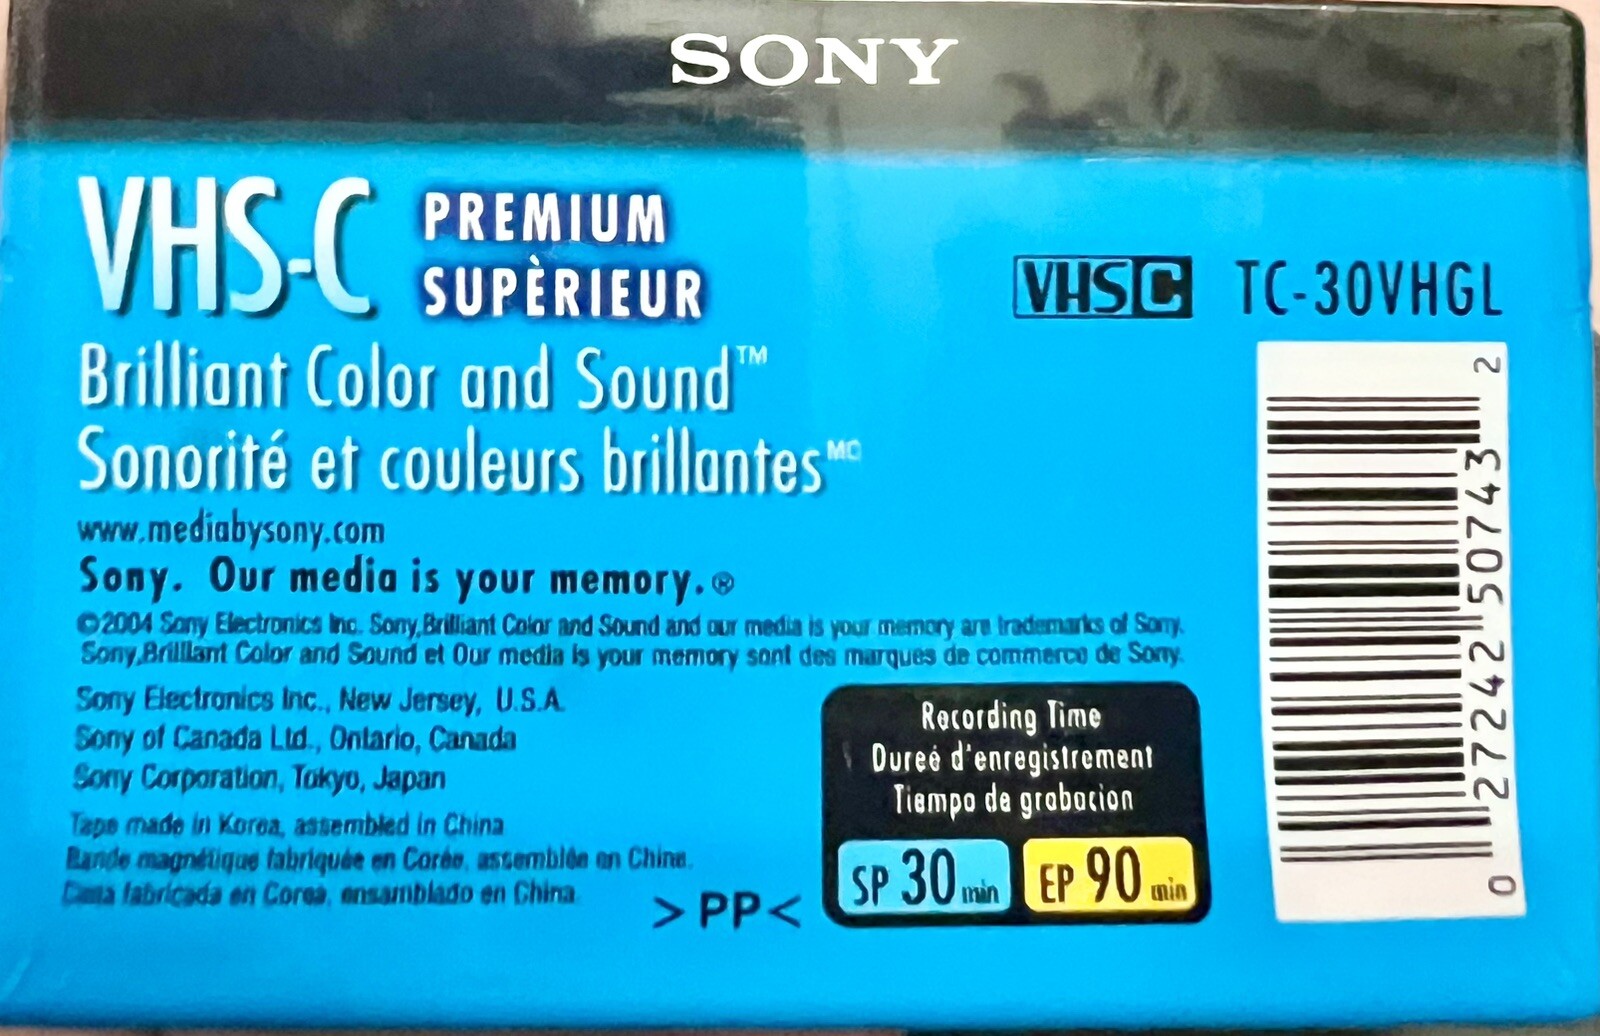 SONY
VHS-C PREMIUM
SUPÈRIEUR
VHS C TC-30VHGL
Brilliant Color and Sound™
Sonorité et couleurs brillantes MC
www.mediabysony.com
Sony. Our media is your memory.®
©2004 Sony Electronics Inc. Sony,Brilliant Color and Sound and our media is your memory are trademarks of Sony.
Sony,Brilliant Color and Sound et Our media is your memory sont des marques de commerce de Sony.
Sony Electronics Inc., New Jersey, U.S.A.
Sony of Canada Ltd., Ontario, Canada
Sony Corporation, Tokyo, Japan
Tape made in Korea, assembled in China
Bande magnétique fabriquée en Corée, assemblée en Chine.
Cinta fabricada en Corea, ensamblado en China
>PP<
Recording Time
Dureé d'enregistrement
Tiempo de grabacion
SP 30 min EP 90 min
0 27242 50743 2